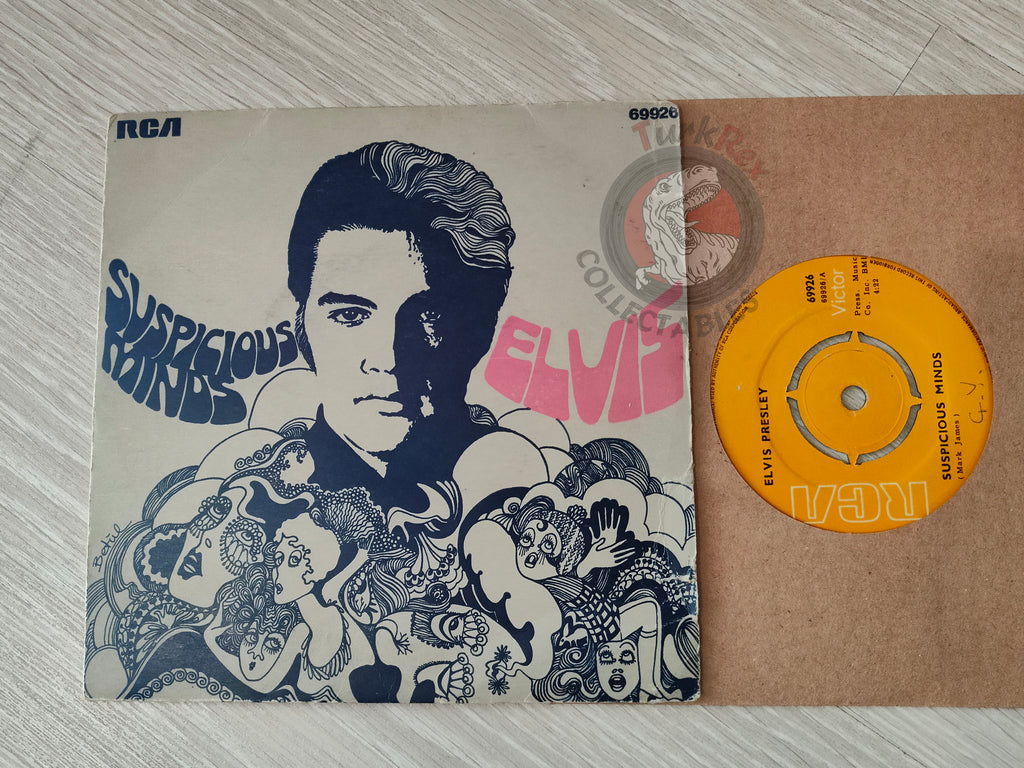 RCA
69926
SUSPICIOUS
MINDS
ELVIS
Betül
TurkRex
COLLECTABLES
69926
69926/A
Victor
Press. Music
Co. Inc. BMI
4:22
ELVIS PRESLEY
SUSPICIOUS MINDS
(Mark James)
G.V.
RCA